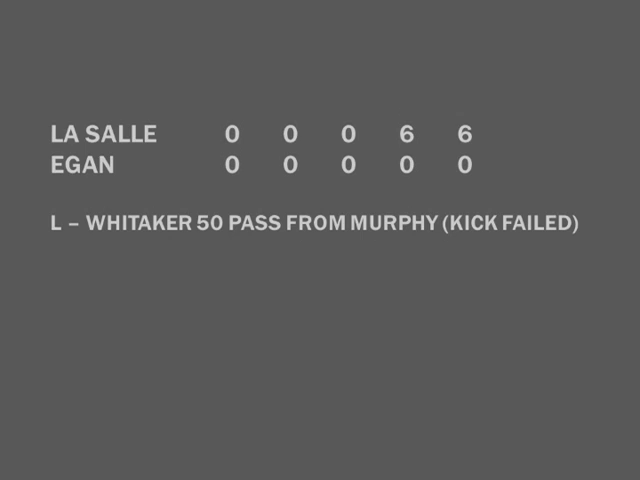 LA SALLE 0 0 0 6 6
EGAN 0 0 0 0 0
L – WHITAKER 50 PASS FROM MURPHY (KICK FAILED)